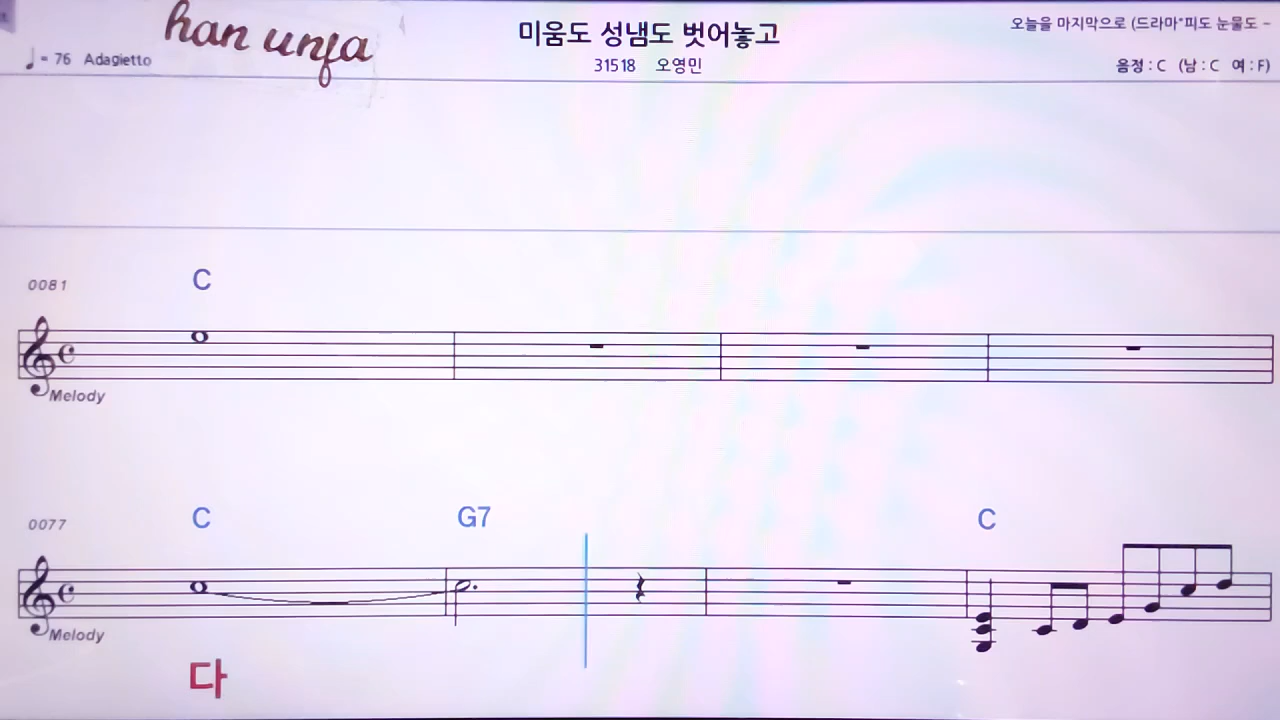 han unja
미움도 성냄도 벗어놓고
오늘을 마지막으로 (드라마"피도 눈물도 -
♩ = 76 Adagietto
31518 오영민
음정 : C (남 : C 여 : F)
0081
C
Melody
0077
C G7 C
Melody
다